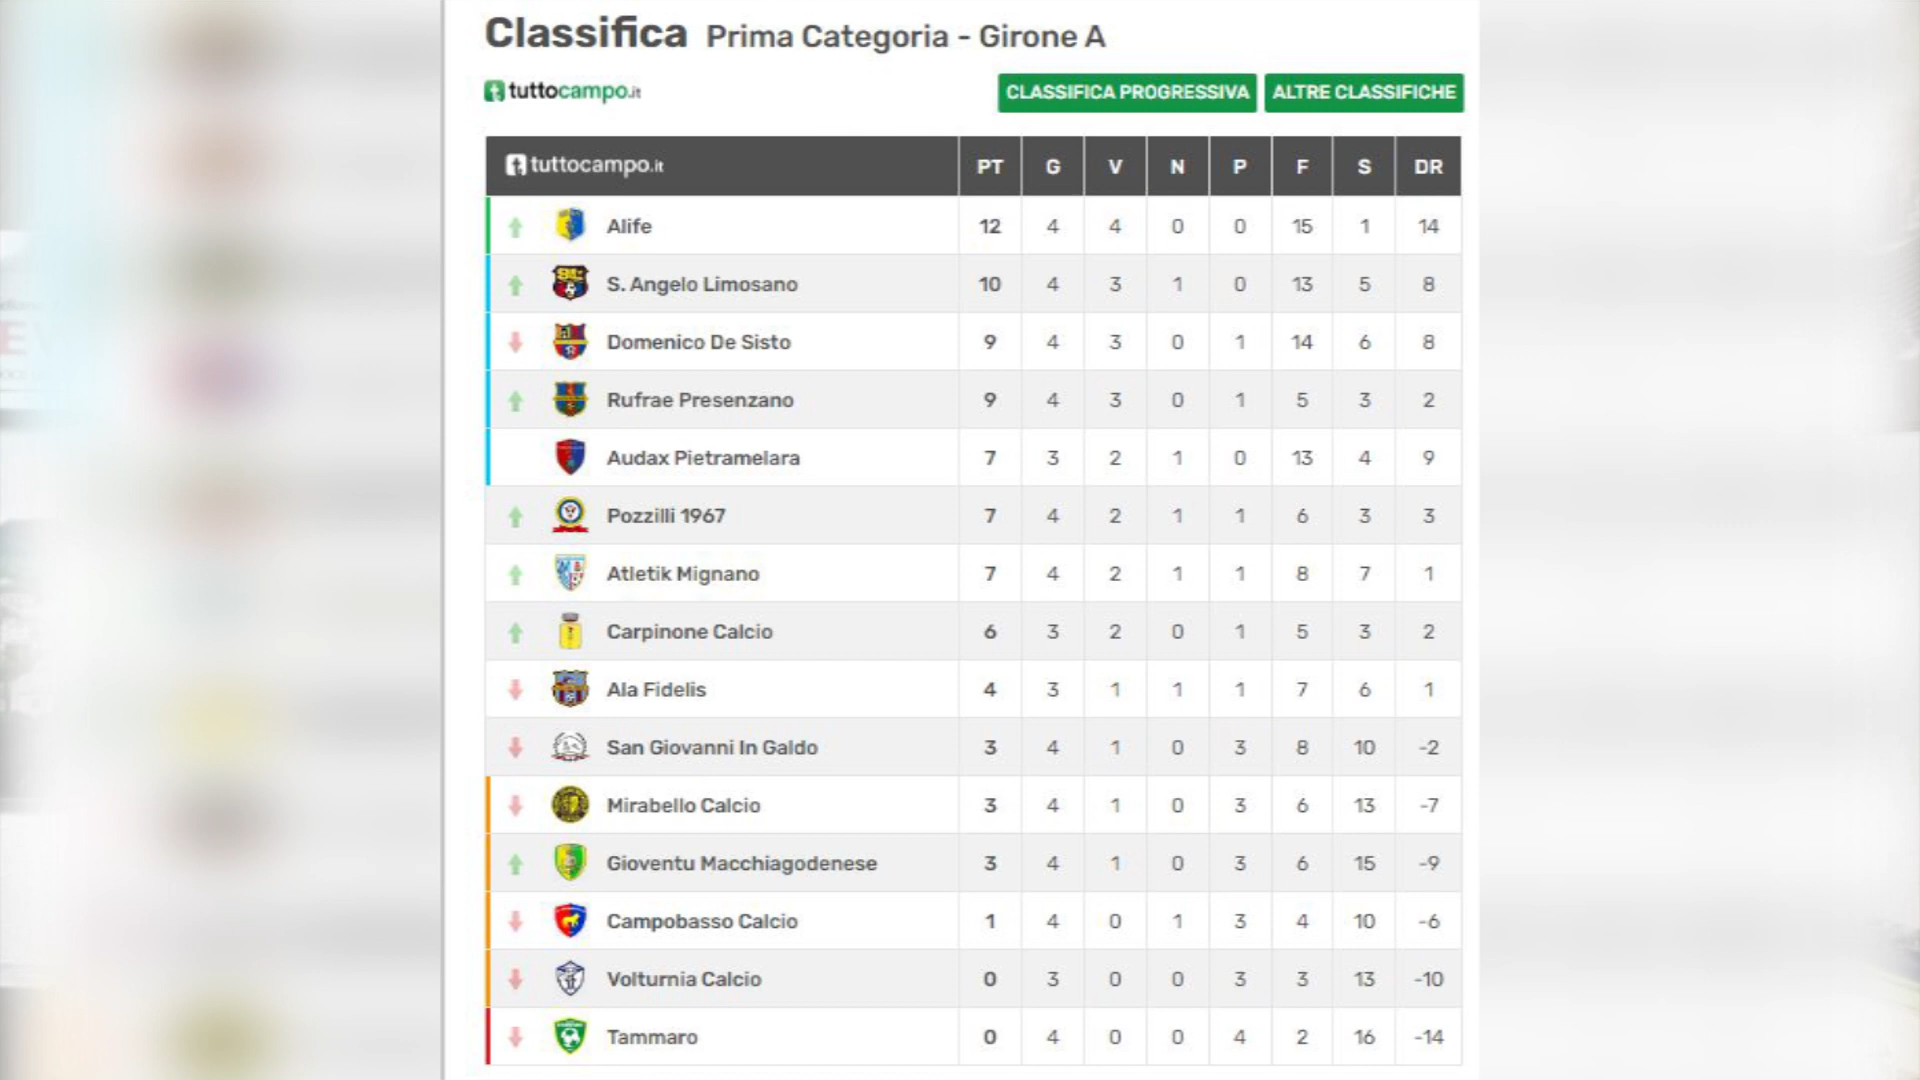 Classifica Prima Categoria - Girone A
tuttocampo.it CLASSIFICA PROGRESSIVA ALTRE CLASSIFICHE
tuttocampo.it PT G V N P F S DR
Alife 12 4 4 0 0 15 1 14
S. Angelo Limosano 10 4 3 1 0 13 5 8
Domenico De Sisto 9 4 3 0 1 14 6 8
Rufrae Presenzano 9 4 3 0 1 5 3 2
Audax Pietramelara 7 3 2 1 0 13 4 9
Pozzilli 1967 7 4 2 1 1 6 3 3
Atletik Mignano 7 4 2 1 1 8 7 1
Carpinone Calcio 6 3 2 0 1 5 3 2
Ala Fidelis 4 3 1 1 1 7 6 1
San Giovanni In Galdo 3 4 1 0 3 8 10 -2
Mirabello Calcio 3 4 1 0 3 6 13 -7
Gioventu Macchiagodenese 3 4 1 0 3 6 15 -9
Campobasso Calcio 1 4 0 1 3 4 10 -6
Volturnia Calcio 0 3 0 0 3 3 13 -10
Tammaro 0 4 0 0 4 2 16 -14